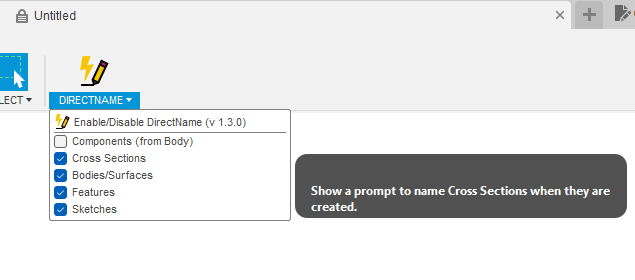 Untitled
LECT
DIRECTNAME
Enable/Disable DirectName (v 1.3.0)
Components (from Body)
Cross Sections
Bodies/Surfaces
Features
Sketches
Show a prompt to name Cross Sections when they are
created.